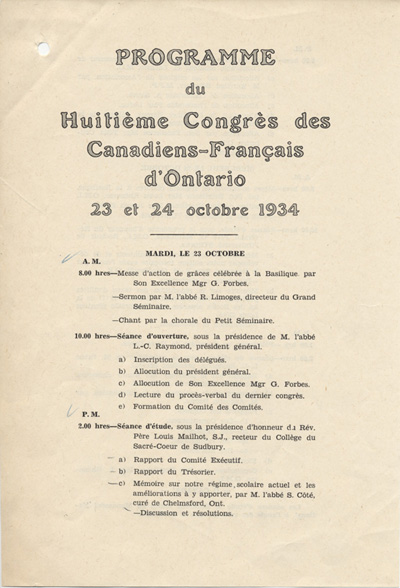 PROGRAMME
du
Huitième Congrès des
Canadiens-Français
d'Ontario
23 et 24 octobre 1934
MARDI, LE 23 OCTOBRE
A. M.
8.00 hres—Messe d'action de grâces célébrée à la Basilique par
Son Excellence Mgr G. Forbes.
—Sermon par M. l'abbé R. Limoges, directeur du Grand
Séminaire.
—Chant par la chorale du Petit Séminaire.
10.00 hres—Séance d'ouverture, sous la présidence de M. l'abbé
L.-C. Raymond, président général.
a) Inscription des délégués.
b) Allocution du président général.
c) Allocution de Son Excellence Mgr G. Forbes.
d) Lecture du procès-verbal du dernier congrès.
e) Formation du Comité des Comités.
P. M.
2.00 hres—Séance d'étude, sous la présidence d'honneur du Rév.
Père Louis Mailhot, S.J., recteur du Collège du
Sacré-Coeur de Sudbury.
a) Rapport du Comité Exécutif.
b) Rapport du Trésorier.
c) Mémoire sur notre régime scolaire actuel et les
améliorations à y apporter, par M. l'abbé S. Côté,
curé de Chelmsford, Ont.
—Discussion et résolutions.